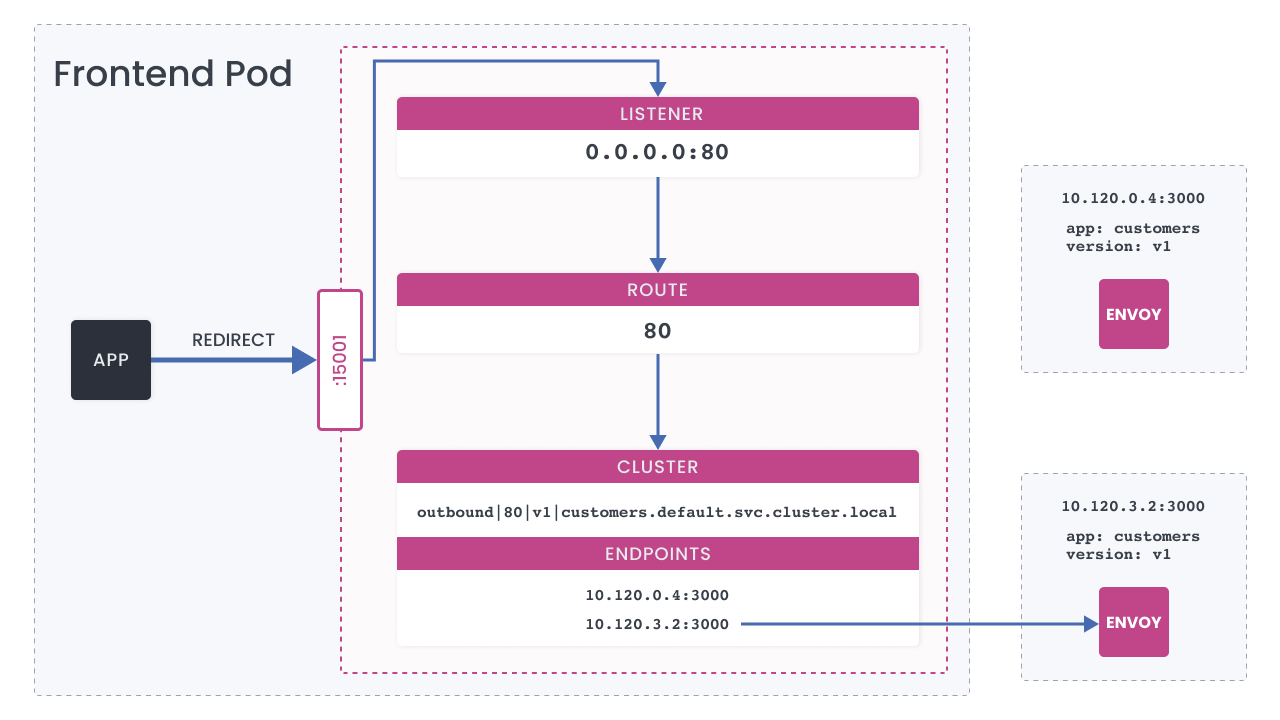 Frontend Pod
APP
REDIRECT
:15001
LISTENER
0.0.0.0:80
ROUTE
80
CLUSTER
outbound|80|v1|customers.default.svc.cluster.local
ENDPOINTS
10.120.0.4:3000
10.120.3.2:3000
10.120.0.4:3000
app: customers
version: v1
ENVOY
10.120.3.2:3000
app: customers
version: v1
ENVOY